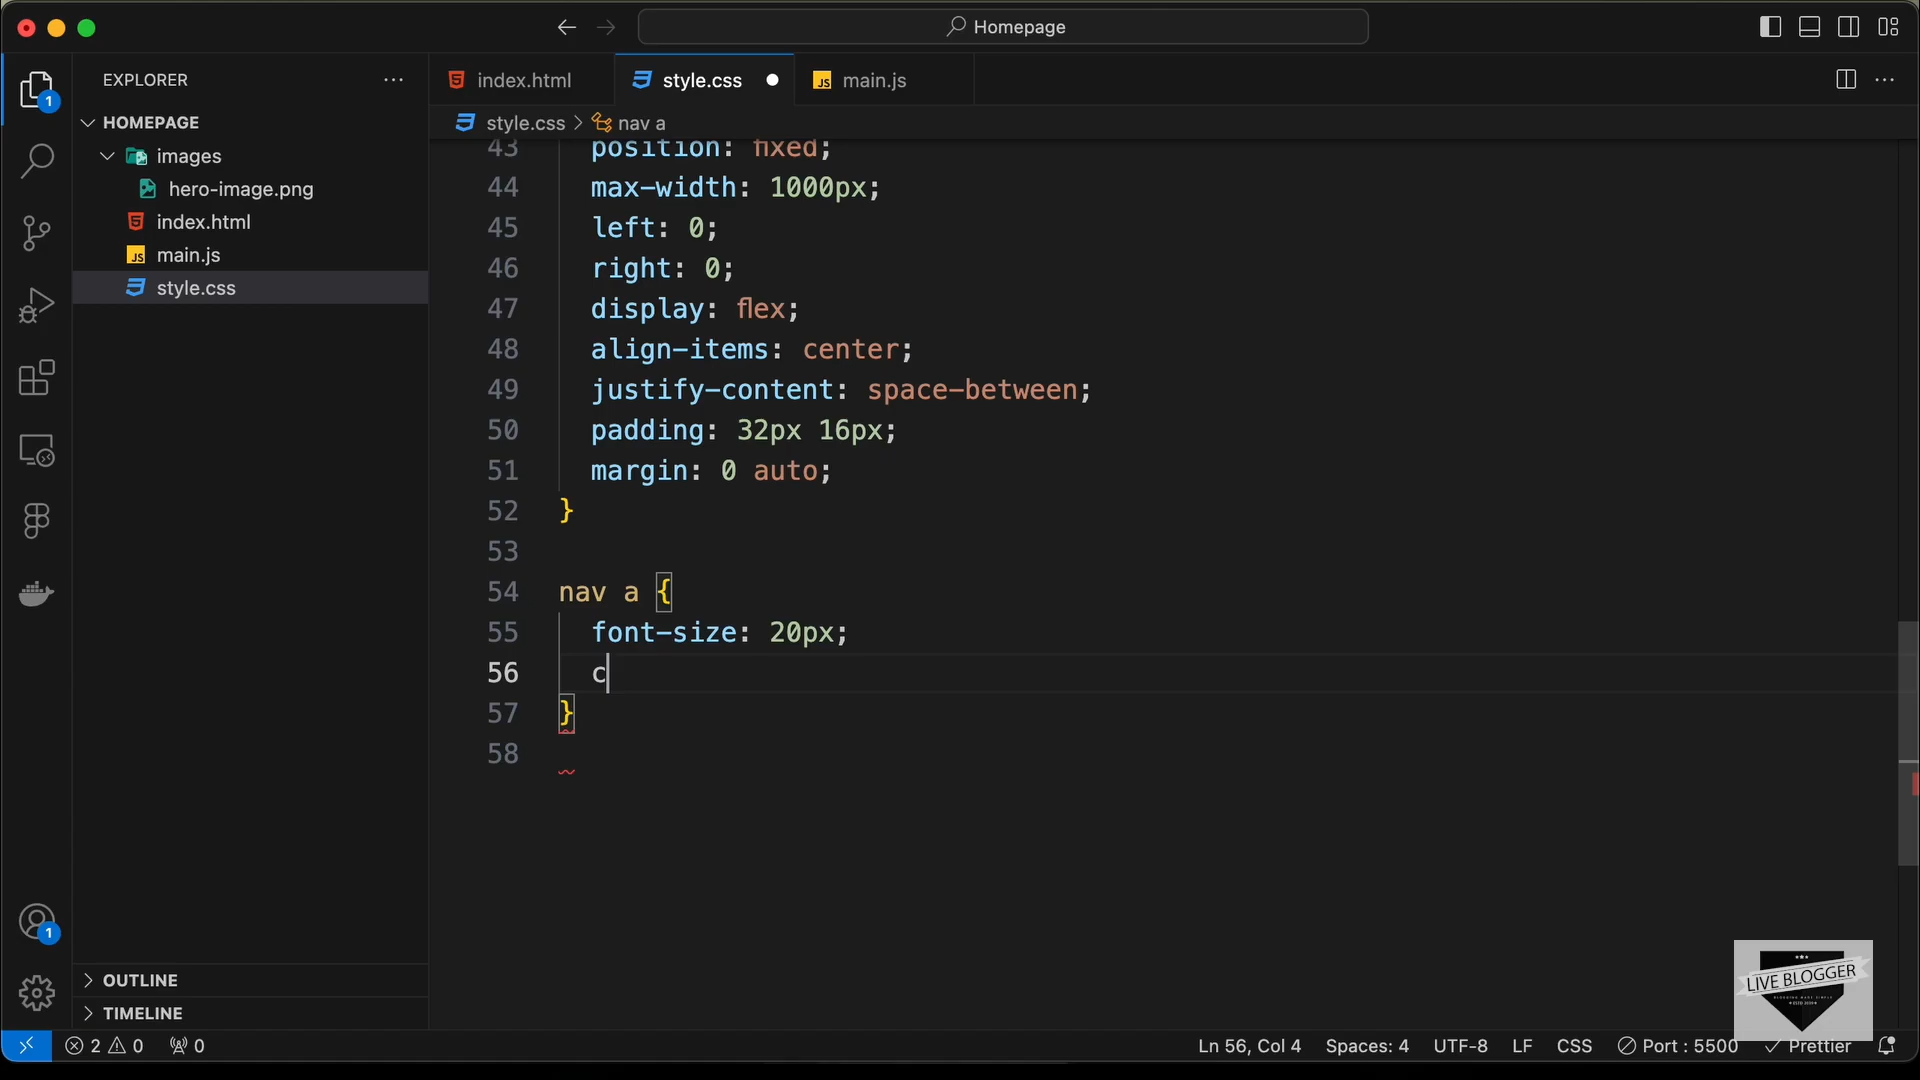 Homepage
EXPLORER
index.html
style.css
main.js
HOMEPAGE
style.css > nav a
images
hero-image.png
index.html
main.js
style.css
43 position: fixed;
44 max-width: 1000px;
45 left: 0;
46 right: 0;
47 display: flex;
48 align-items: center;
49 justify-content: space-between;
50 padding: 32px 16px;
51 margin: 0 auto;
52 }
53
54 nav a {
55 font-size: 20px;
56 c
57 }
58
1
1
OUTLINE
TIMELINE
LIVE BLOGGER
2 0 0
Ln 56, Col 4
Spaces: 4
UTF-8
LF
CSS
Port : 5500
Prettier